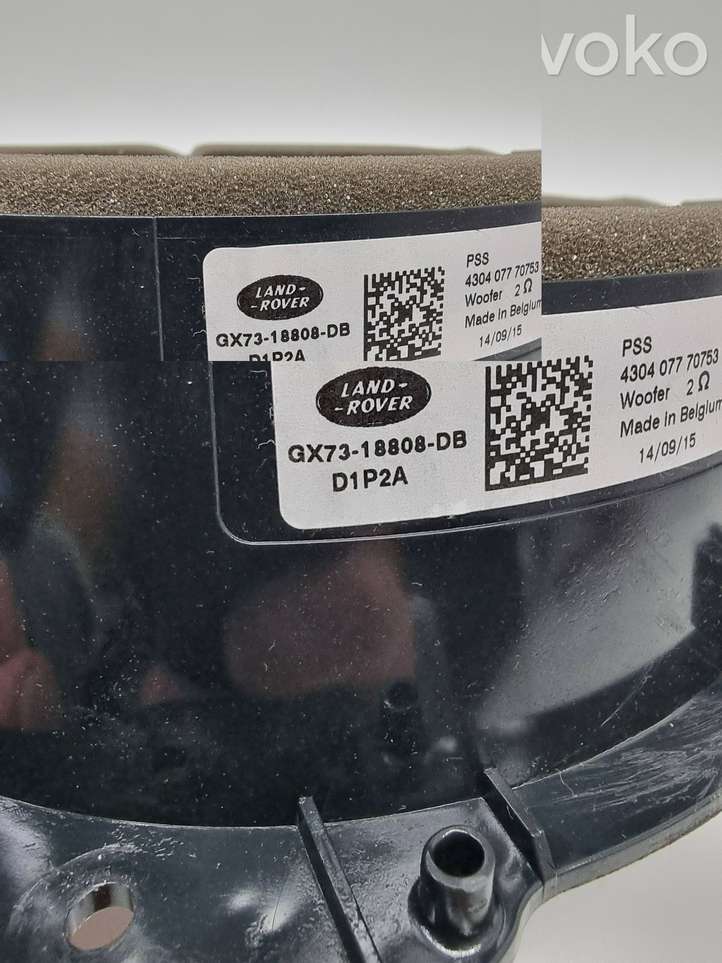 voko
LAND-
-ROVER
GX73-18808-DB
D1P2A
PSS
4304 077 70753
Woofer 2 Ω
Made In Belgium
14/09/15
LAND-
-ROVER
GX73-18808-DB
D1P2A
PSS
4304 077 70753
Woofer 2 Ω
Made In Belgium
14/09/15